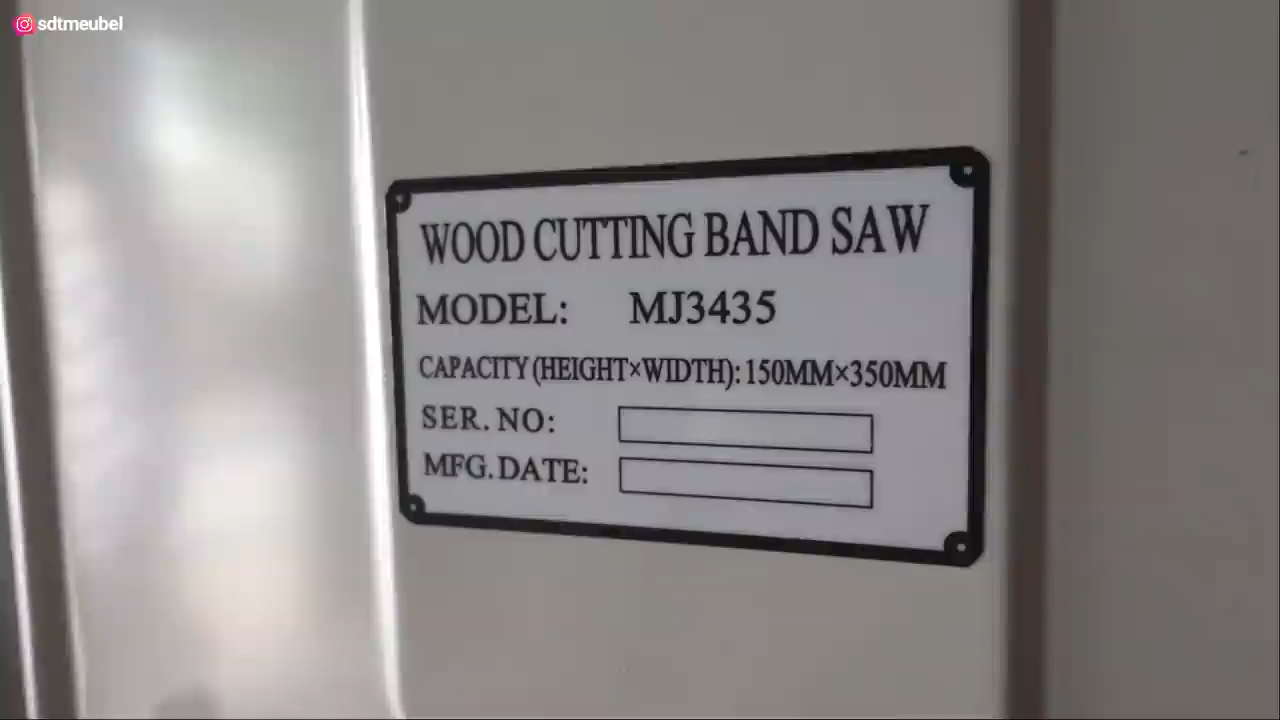 sdtmeubel
WOOD CUTTING BAND SAW
MODEL: MJ3435
CAPACITY (HEIGHT×WIDTH): 150MM×350MM
SER. NO:
MFG. DATE: